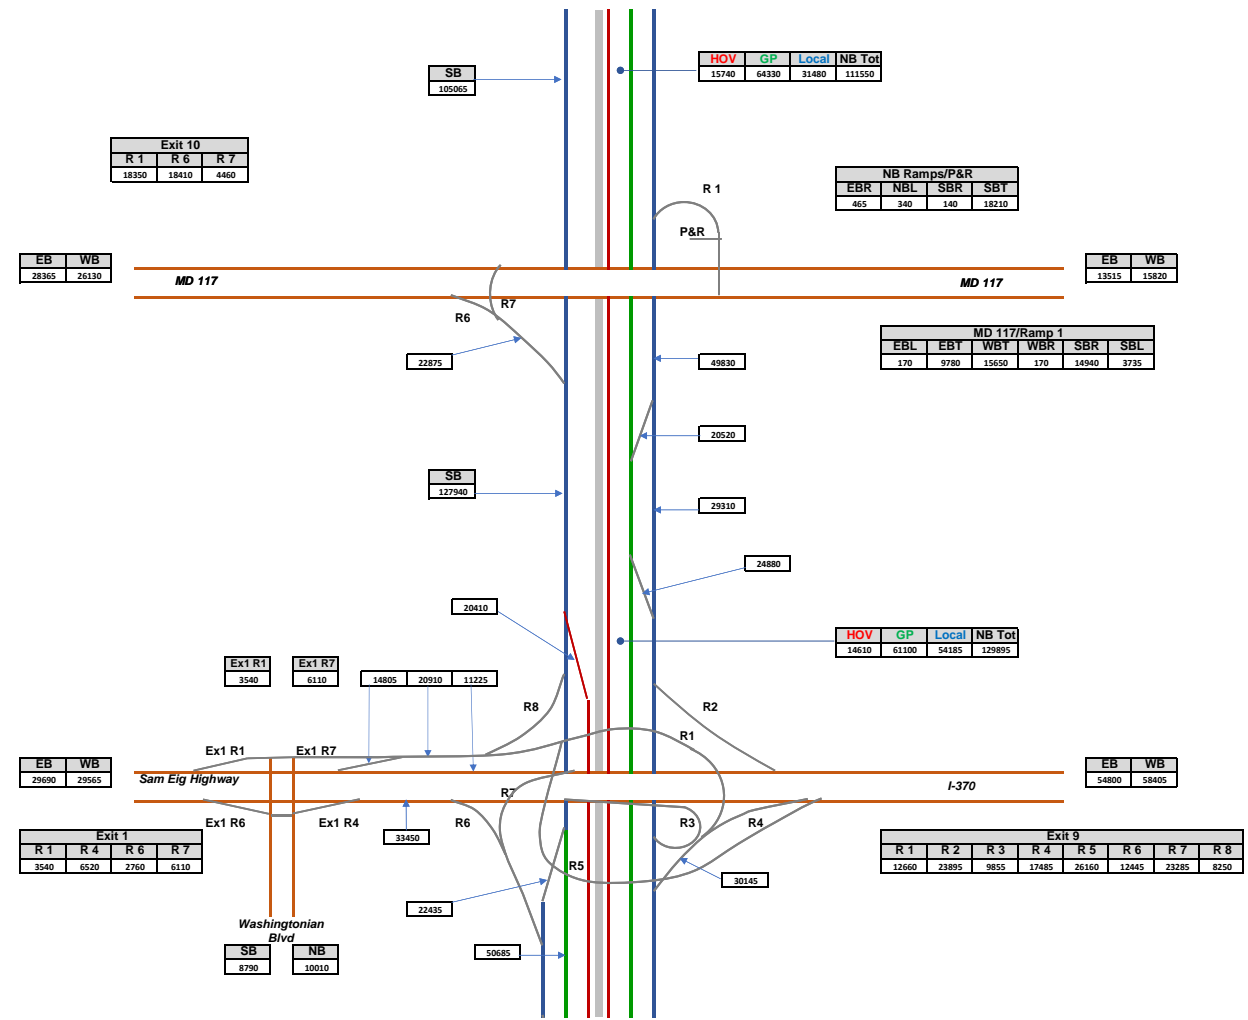 HOV GP Local NB Tot
15740 64330 31480 111550
SB
105065
Exit 10
R 1 R 6 R 7
18350 18410 4460
NB Ramps/P&R
EBR NBL SBR SBT
465 340 140 18210
R 1
P&R
EB WB
28365 26130
MD 117
MD 117
EB WB
13515 15820
R7
R6
22875
49830
MD 117/Ramp 1
EBL EBT WBT WBR SBR SBL
170 9780 15650 170 14940 3735
20520
SB
127940
29310
24880
20410
HOV GP Local NB Tot
14610 61100 54185 129895
Ex1 R1
3540
Ex1 R7
6110
14805 20910 11225
R8
R2
R1
Ex1 R1
Ex1 R7
EB WB
29690 29565
Sam Eig Highway
I-370
EB WB
54800 58405
R7
Ex1 R6
Ex1 R4
R6
R3
R4
33450
Exit 1
R 1 R 4 R 6 R 7
3540 6520 2760 6110
Exit 9
R 1 R 2 R 3 R 4 R 5 R 6 R 7 R 8
12660 23895 9855 17485 26160 12445 23285 8250
R5
30145
22435
Washingtonian
Blvd
SB
8790
NB
10010
50685